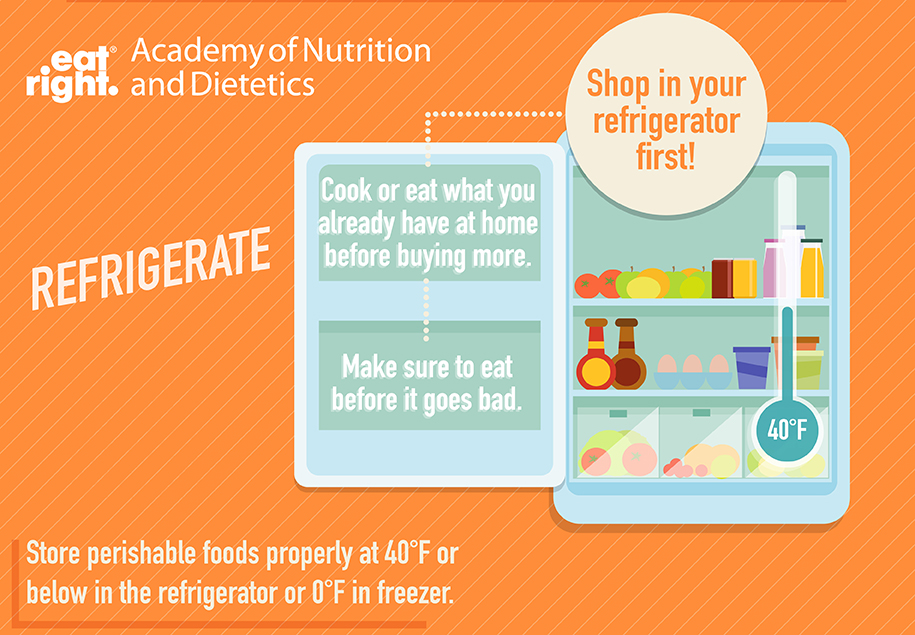 eat
right.®
Academy of Nutrition
and Dietetics
Shop in your
refrigerator
first!
Cook or eat what you
already have at home
before buying more.
REFRIGERATE
Make sure to eat
before it goes bad.
40°F
Store perishable foods properly at 40°F or
below in the refrigerator or 0°F in freezer.